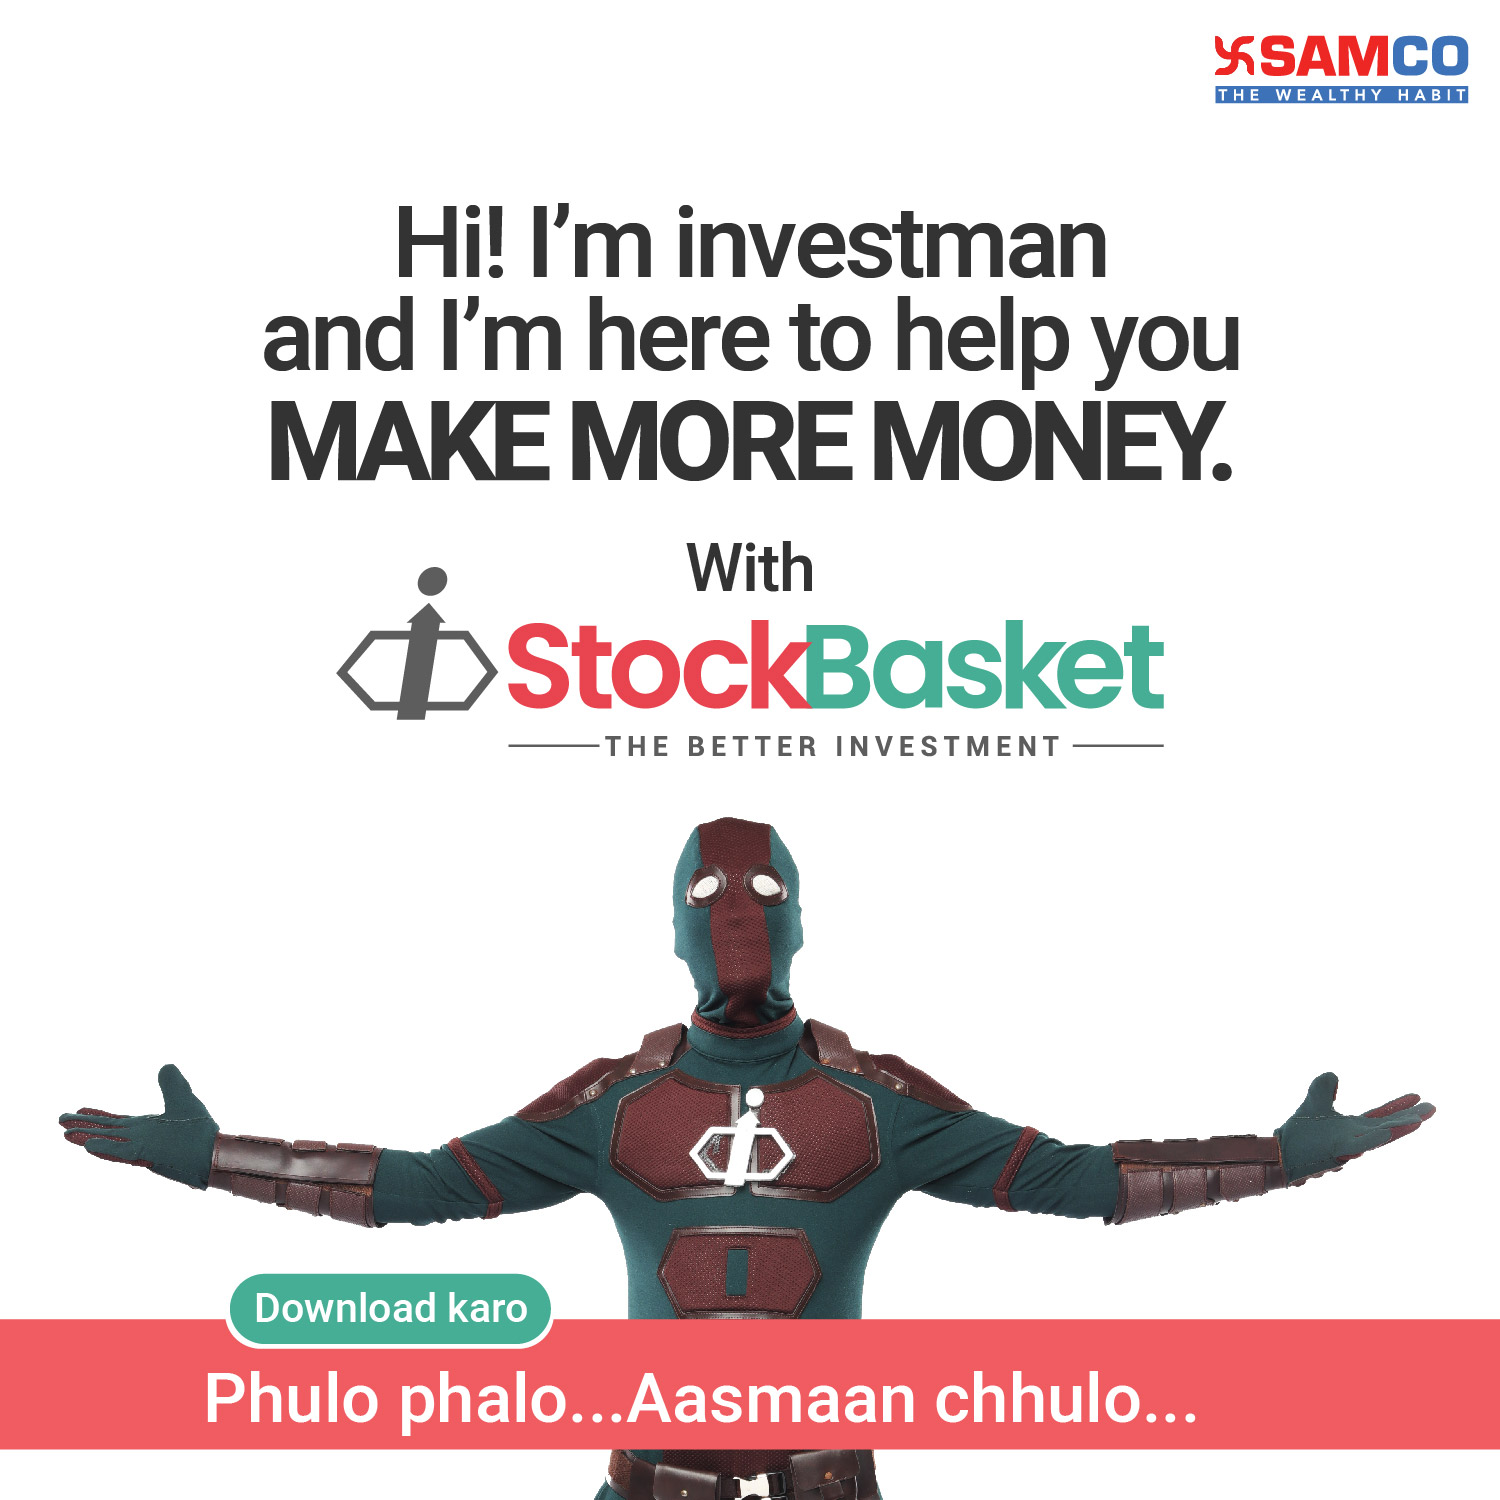 SAMCO
THE WEALTHY HABIT
Hi! I’m investman
and I’m here to help you
MAKE MORE MONEY.
With
StockBasket
THE BETTER INVESTMENT
Download karo
Phulo phalo...Aasmaan chhulo...